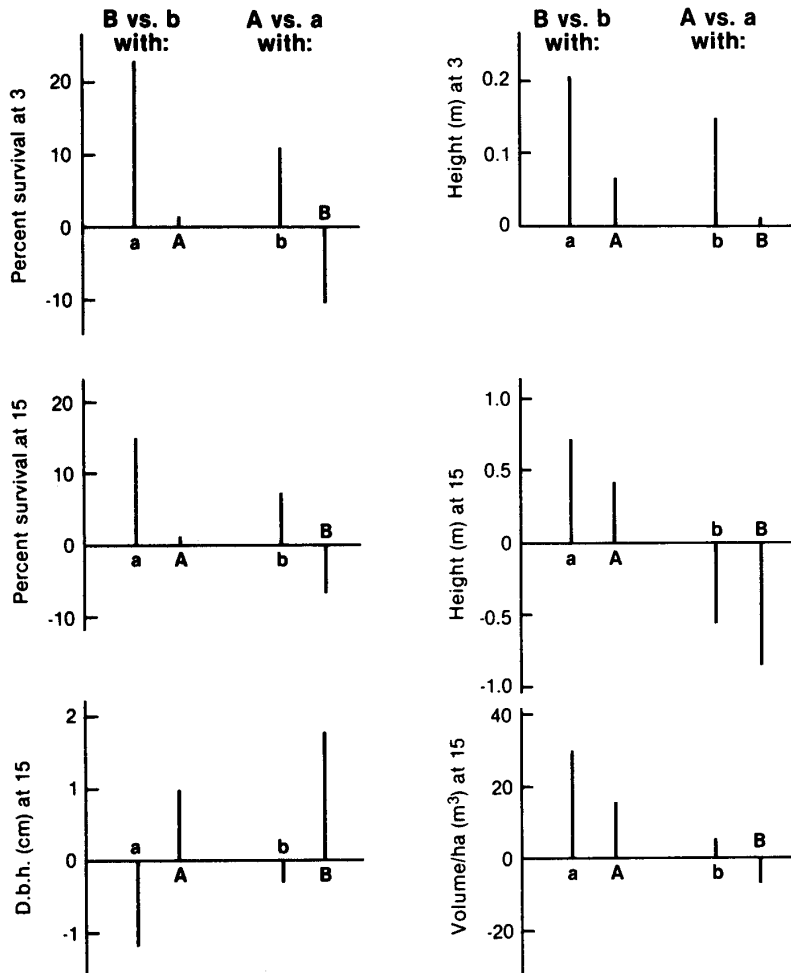 B vs. b
with:
A vs. a
with:
Percent survival at 3
20
10
0
-10
a
A
b
B
B vs. b
with:
A vs. a
with:
Height (m) at 3
0.2
0.1
0
a
A
b
B
Percent survival at 15
20
10
0
-10
a
A
b
B
Height (m) at 15
1.0
0.5
0
-0.5
-1.0
a
A
b
B
D.b.h. (cm) at 15
2
1
0
-1
a
A
b
B
Volume/ha (m³) at 15
40
20
0
-20
a
A
b
B